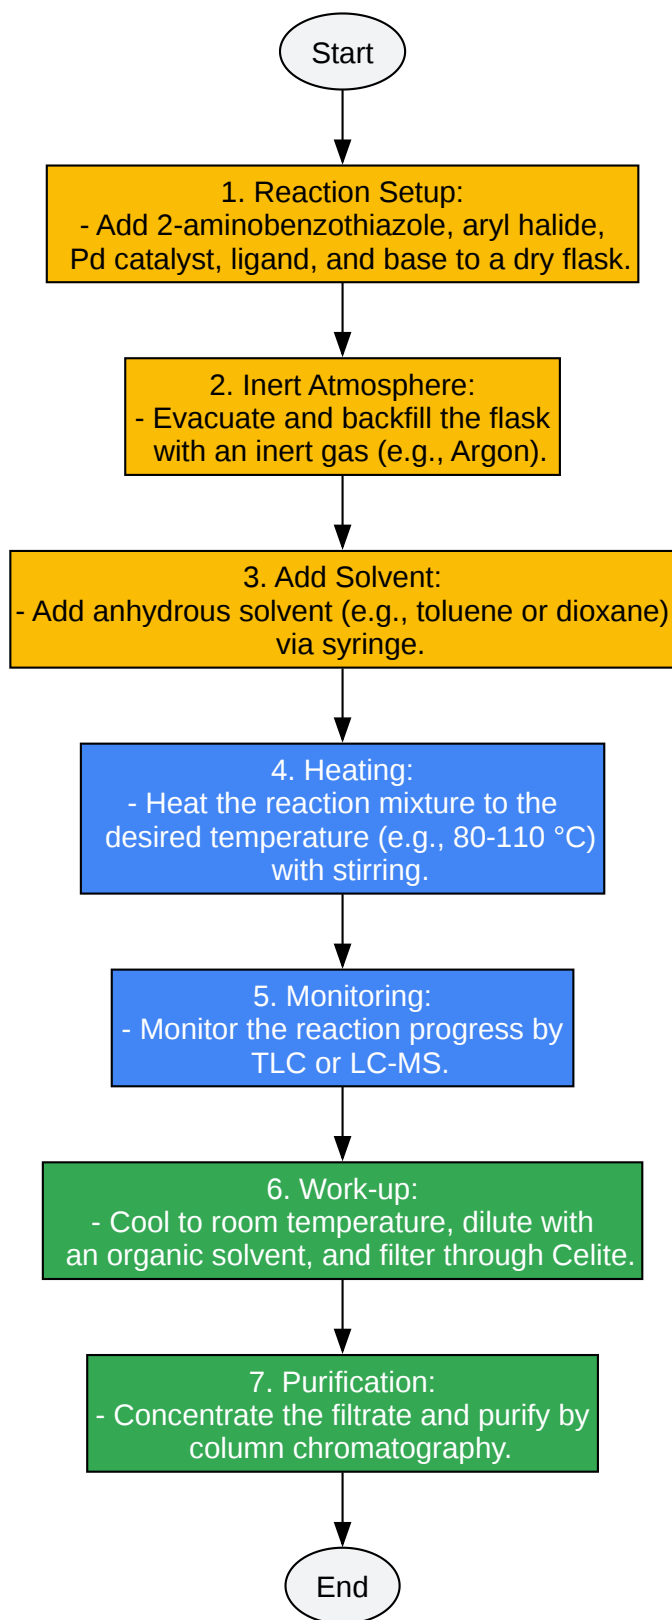 Start
1. Reaction Setup:
- Add 2-aminobenzothiazole, aryl halide,
Pd catalyst, ligand, and base to a dry flask.
2. Inert Atmosphere:
- Evacuate and backfill the flask
with an inert gas (e.g., Argon).
3. Add Solvent:
- Add anhydrous solvent (e.g., toluene or dioxane)
via syringe.
4. Heating:
- Heat the reaction mixture to the
desired temperature (e.g., 80-110 °C)
with stirring.
5. Monitoring:
- Monitor the reaction progress by
TLC or LC-MS.
6. Work-up:
- Cool to room temperature, dilute with
an organic solvent, and filter through Celite.
7. Purification:
- Concentrate the filtrate and purify by
column chromatography.
End